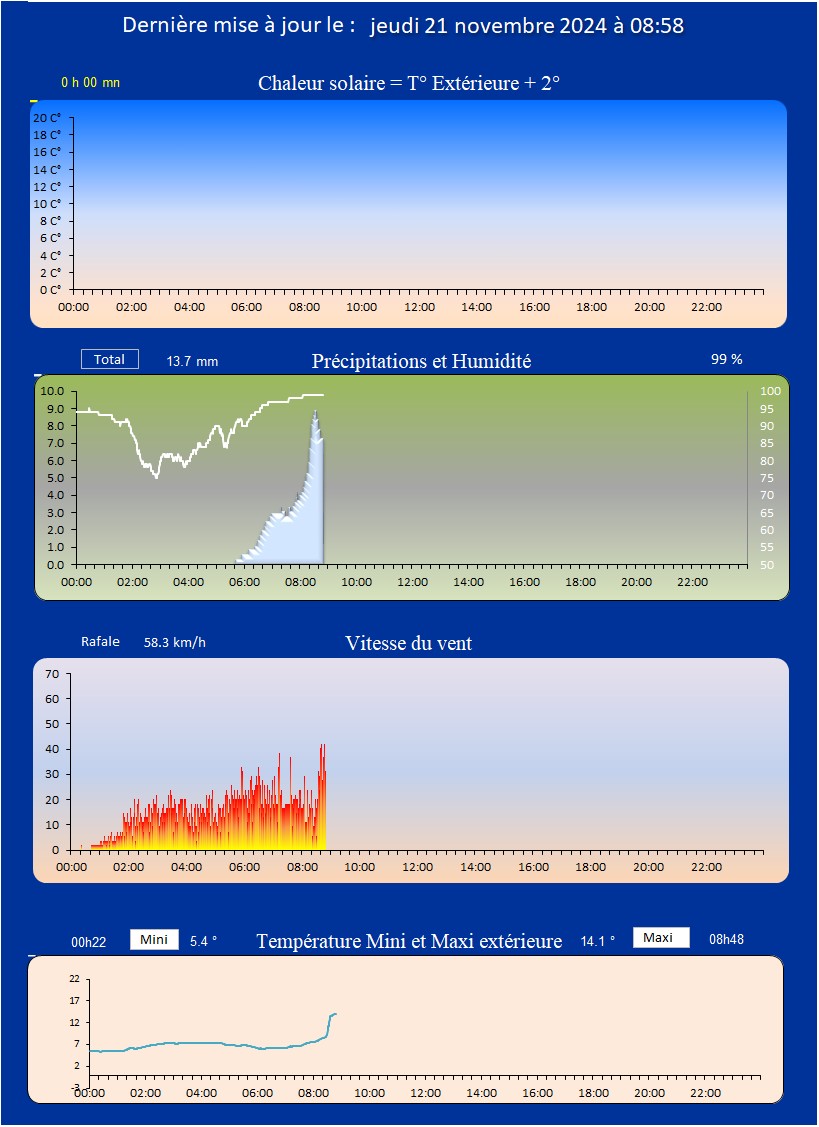 Dernière mise à jour le : jeudi 21 novembre 2024 à 08:58
0 h 00 mn Chaleur solaire = T° Extérieure + 2°
20 C°
18 C°
16 C°
14 C°
12 C°
10 C°
8 C°
6 C°
4 C°
2 C°
0 C°
00:00 02:00 04:00 06:00 08:00 10:00 12:00 14:00 16:00 18:00 20:00 22:00
Total 13.7 mm Précipitations et Humidité 99 %
10.0 100
9.0 95
8.0 90
7.0 85
6.0 80
5.0 75
4.0 70
3.0 65
2.0 60
1.0 55
0.0 50
00:00 02:00 04:00 06:00 08:00 10:00 12:00 14:00 16:00 18:00 20:00 22:00
Rafale 58.3 km/h Vitesse du vent
70
60
50
40
30
20
10
0
00:00 02:00 04:00 06:00 08:00 10:00 12:00 14:00 16:00 18:00 20:00 22:00
00h22 Mini 5.4 ° Température Mini et Maxi extérieure 14.1 ° Maxi 08h48
22
17
12
7
2
-3
00:00 02:00 04:00 06:00 08:00 10:00 12:00 14:00 16:00 18:00 20:00 22:00